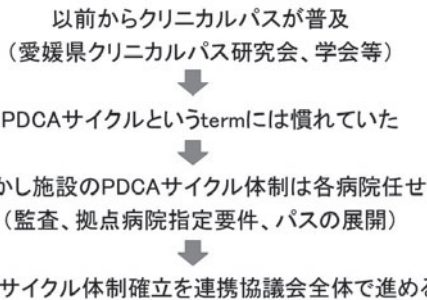 以前からクリニカルパスが普及
（愛媛県クリニカルパス研究会、学会等）
PDCAサイクルというtermには慣れていた
かし施設のPDCAサイクル体制は各病院任せ
（監査、拠点病院指定要件、パスの展開）
サイクル体制確立を連携協議会全体で進める